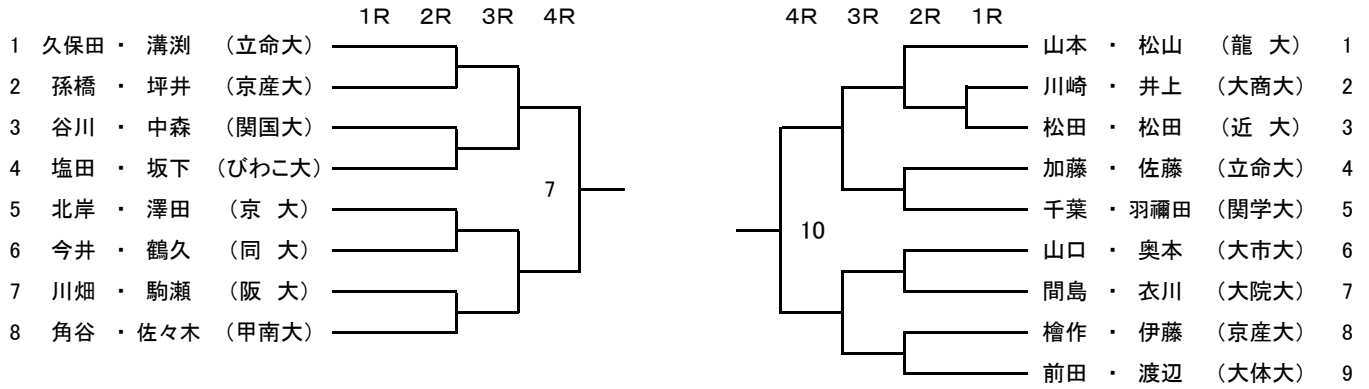 1R 2R 3R 4R
1 久保田 ・ 溝渕 （立命大）
2 孫橋 ・ 坪井 （京産大）
3 谷川 ・ 中森 （関国大）
4 塩田 ・ 坂下 （びわこ大）
5 北岸 ・ 澤田 （京 大）
6 今井 ・ 鶴久 （同 大）
7 川畑 ・ 駒瀬 （阪 大）
8 角谷 ・ 佐々木 （甲南大）
7
4R 3R 2R 1R
山本 ・ 松山 （龍 大） 1
川崎 ・ 井上 （大商大） 2
松田 ・ 松田 （近 大） 3
加藤 ・ 佐藤 （立命大） 4
千葉 ・ 羽禰田 （関学大） 5
山口 ・ 奥本 （大市大） 6
間島 ・ 衣川 （大院大） 7
檜作 ・ 伊藤 （京産大） 8
前田 ・ 渡辺 （大体大） 9
10